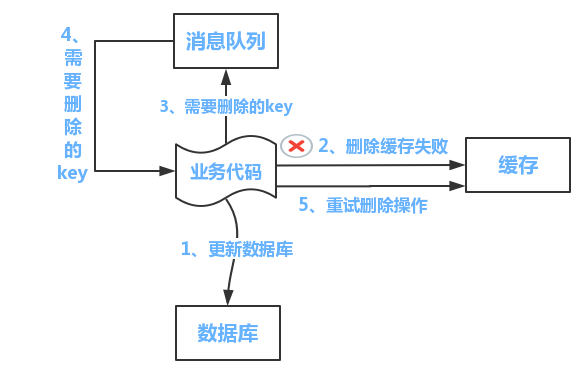 4、需要删除的key
消息队列
3、需要删除的key
业务代码
2、删除缓存失败
缓存
5、重试删除操作
1、更新数据库
数据库